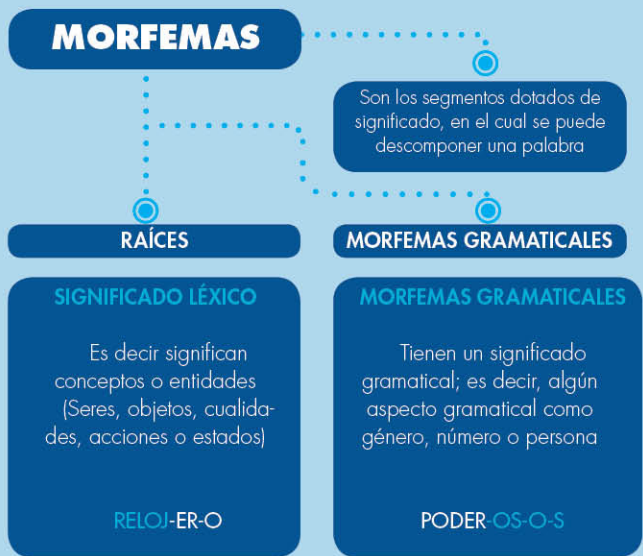 MORFEMAS
Son los segmentos dotados de
significado, en el cual se puede
descomponer una palabra
RAÍCES
SIGNIFICADO LÉXICO
Es decir significan
conceptos o entidades
(Seres, objetos, cualida-
des, acciones o estados)
RELOJ-ER-O
MORFEMAS GRAMATICALES
MORFEMAS GRAMATICALES
Tienen un significado
gramatical; es decir, algún
aspecto gramatical como
género, número o persona
PODER-OS-O-S